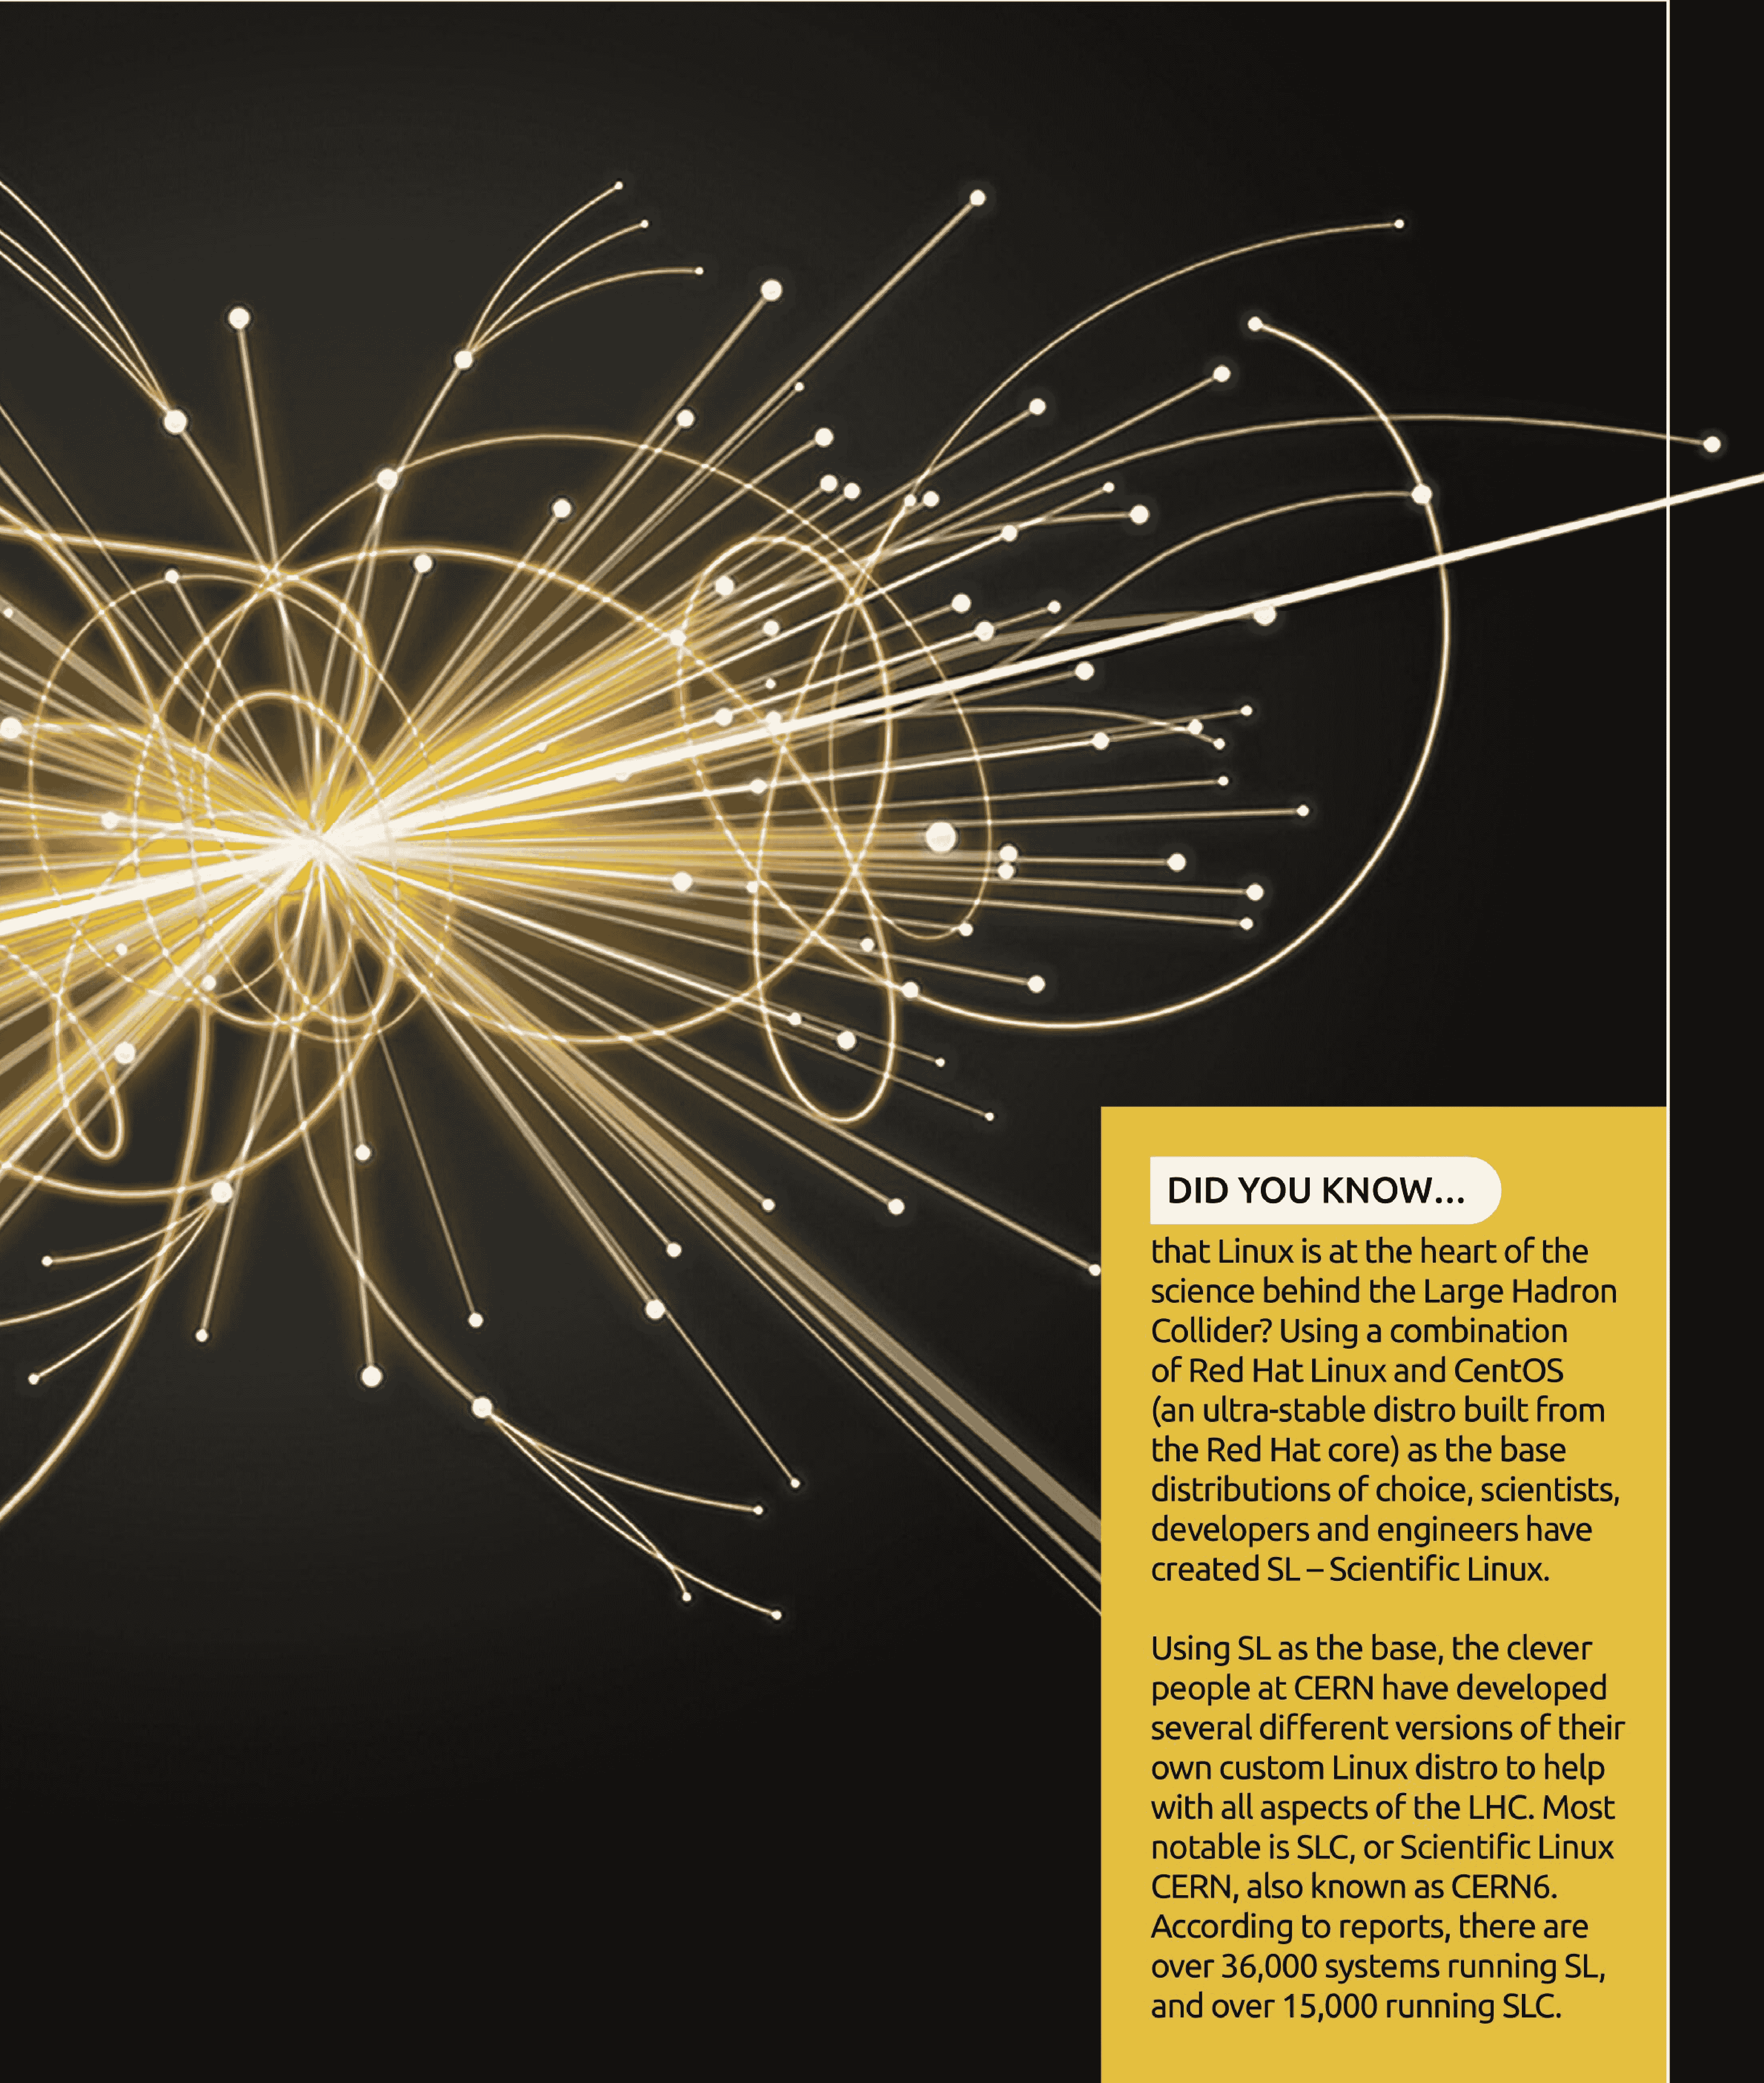 DID YOU KNOW...
that Linux is at the heart of the
science behind the Large Hadron
Collider? Using a combination
of Red Hat Linux and CentOS
(an ultra-stable distro built from
the Red Hat core) as the base
distributions of choice, scientists,
developers and engineers have
created SL – Scientific Linux.
Using SL as the base, the clever
people at CERN have developed
several different versions of their
own custom Linux distro to help
with all aspects of the LHC. Most
notable is SLC, or Scientific Linux
CERN, also known as CERN6.
According to reports, there are
over 36,000 systems running SL,
and over 15,000 running SLC.